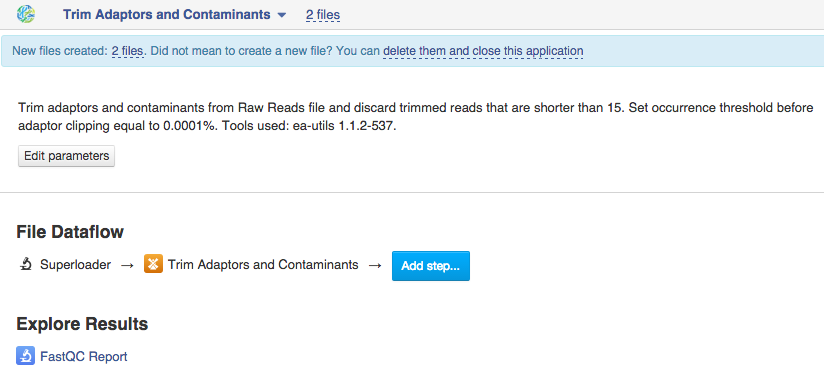 Trim Adaptors and Contaminants 2 files
New files created: 2 files. Did not mean to create a new file? You can delete them and close this application
Trim adaptors and contaminants from Raw Reads file and discard trimmed reads that are shorter than 15. Set occurrence threshold before
adaptor clipping equal to 0.0001%. Tools used: ea-utils 1.1.2-537.
Edit parameters
File Dataflow
Superloader → Trim Adaptors and Contaminants → Add step...
Explore Results
FastQC Report